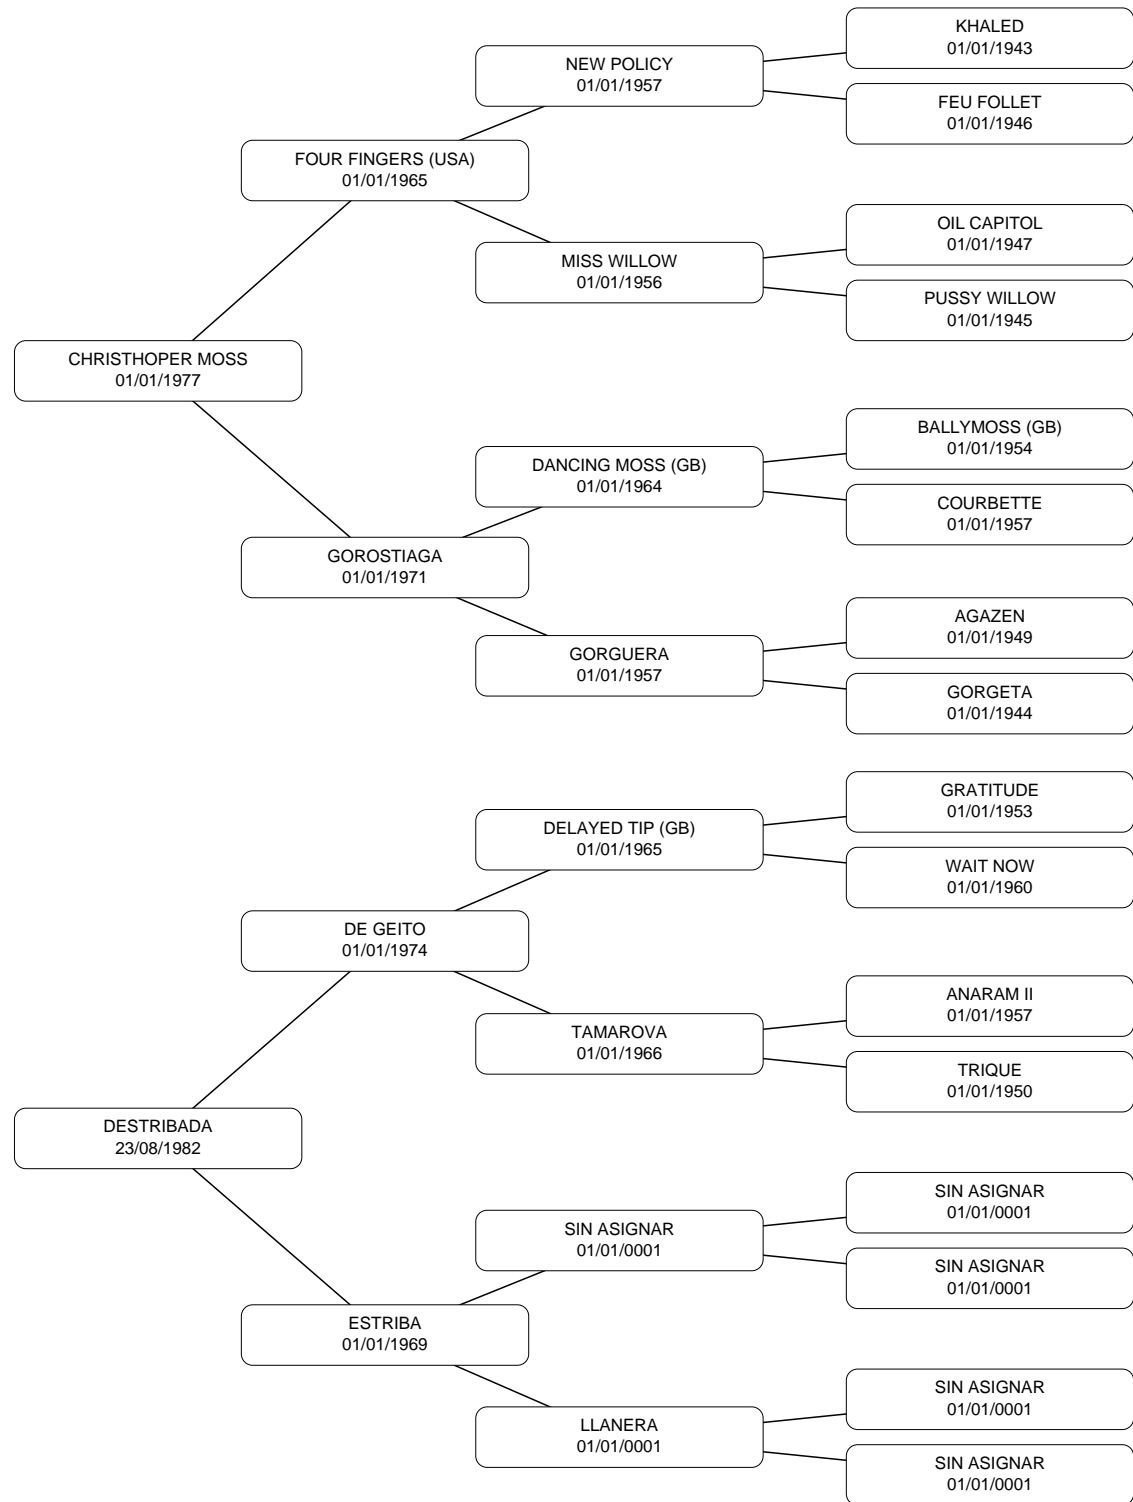 KHALED
01/01/1943
NEW POLICY
01/01/1957
FEU FOLLET
01/01/1946
FOUR FINGERS (USA)
01/01/1965
OIL CAPITOL
01/01/1947
MISS WILLOW
01/01/1956
PUSSY WILLOW
01/01/1945
CHRISTHOPER MOSS
01/01/1977
BALLYMOSS (GB)
01/01/1954
DANCING MOSS (GB)
01/01/1964
COURBETTE
01/01/1957
GOROSTIAGA
01/01/1971
AGAZEN
01/01/1949
GORGUERA
01/01/1957
GORGETA
01/01/1944
GRATITUDE
01/01/1953
DELAYED TIP (GB)
01/01/1965
WAIT NOW
01/01/1960
DE GEITO
01/01/1974
ANARAM II
01/01/1957
TAMAROVA
01/01/1966
TRIQUE
01/01/1950
DESTRIBADA
23/08/1982
SIN ASIGNAR
01/01/0001
SIN ASIGNAR
01/01/0001
SIN ASIGNAR
01/01/0001
ESTRIBA
01/01/1969
SIN ASIGNAR
01/01/0001
LLANERA
01/01/0001
SIN ASIGNAR
01/01/0001